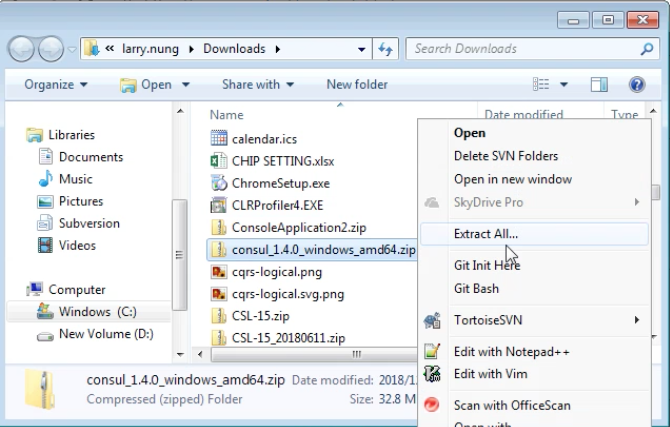 « larry.nung ▸ Downloads ▸
Search Downloads
Organize Open Share with New folder
Name Date modified Type
Libraries
Documents
Music
Pictures
Subversion
Videos
Computer
Windows (C:)
New Volume (D:)
calendar.ics
CHIP SETTING.xlsx
ChromeSetup.exe
CLRProfiler4.EXE
ConsoleApplication2.zip
consul_1.4.0_windows_amd64.zip
cqrs-logical.png
cqrs-logical.svg.png
CSL-15.zip
CSL-15_20180611.zip
Open
Delete SVN Folders
Open in new window
SkyDrive Pro
Extract All...
Git Init Here
Git Bash
TortoiseSVN
Edit with Notepad++
Edit with Vim
Scan with OfficeScan
Open with
consul_1.4.0_windows_amd64.zip Date modified: 2018/1
Compressed (zipped) Folder Size: 32.8 M